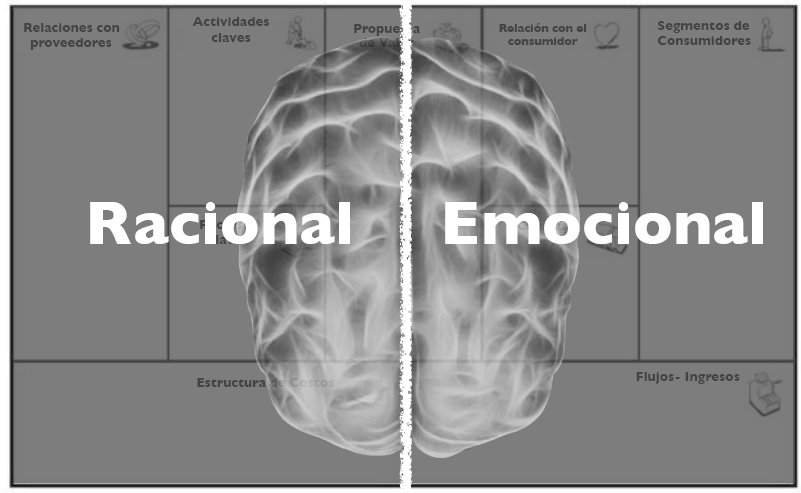 Relaciones con
proveedores
Actividades
claves
Relación con el
consumidor
Segmentos de
Consumidores
Racional
Emocional
Estructura de Costos
Flujos- Ingresos